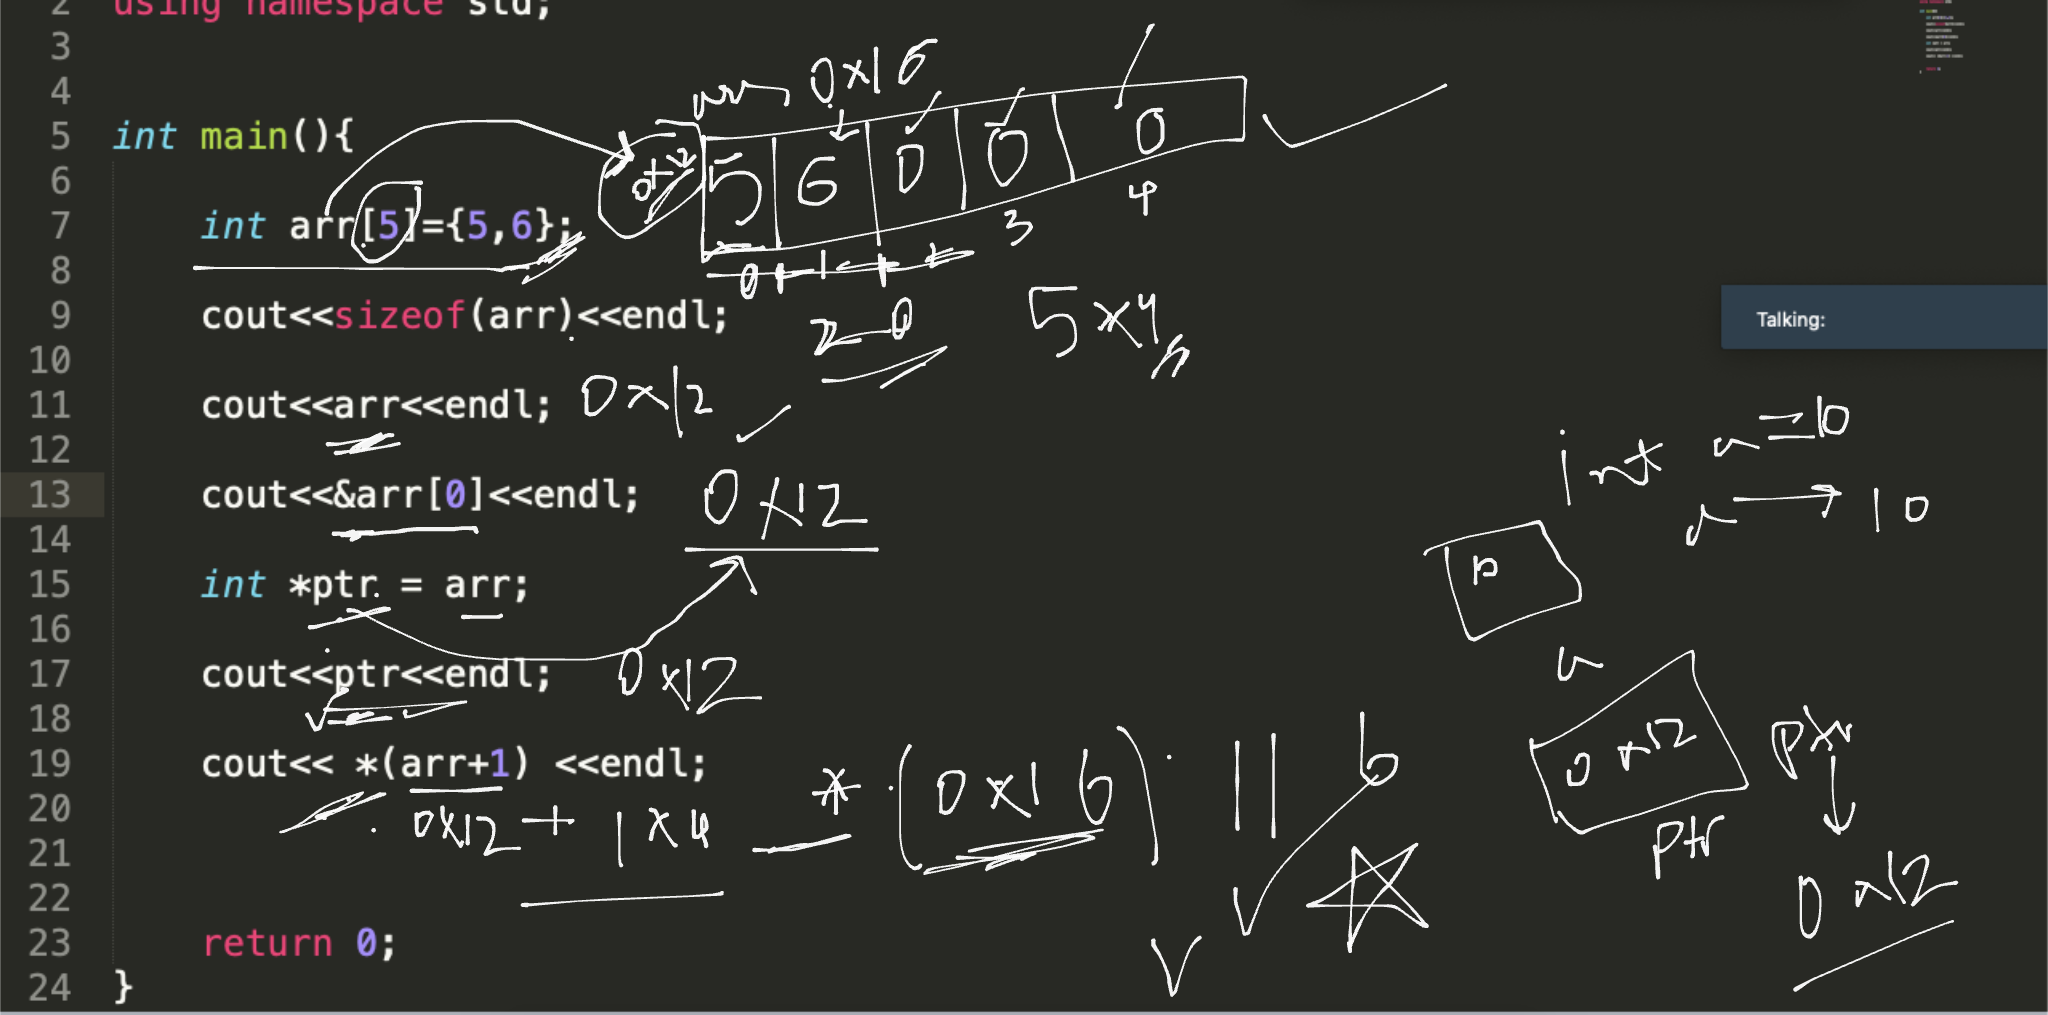 2 using namespace std;
3
4
5 int main(){
arr 0x16
6
5 6 0 0 0
7 int arr[5]={5,6};
0 1 3 4
8
9 cout<<sizeof(arr)<<endl;
20 5x4
Talking:
10
11 cout<<arr<<endl; 0x12
int a=10
12
13 cout<<&arr[0]<<endl; 0x12
a → 10
14
15 int *ptr = arr;
16
a
17 cout<<ptr<<endl; 0x12
18
0x12 ptr
19 cout<< *(arr+1) <<endl; * (0x16) 6
20 0x12 + 1x4
ptr
21
22
0x12
23 return 0;
24 }